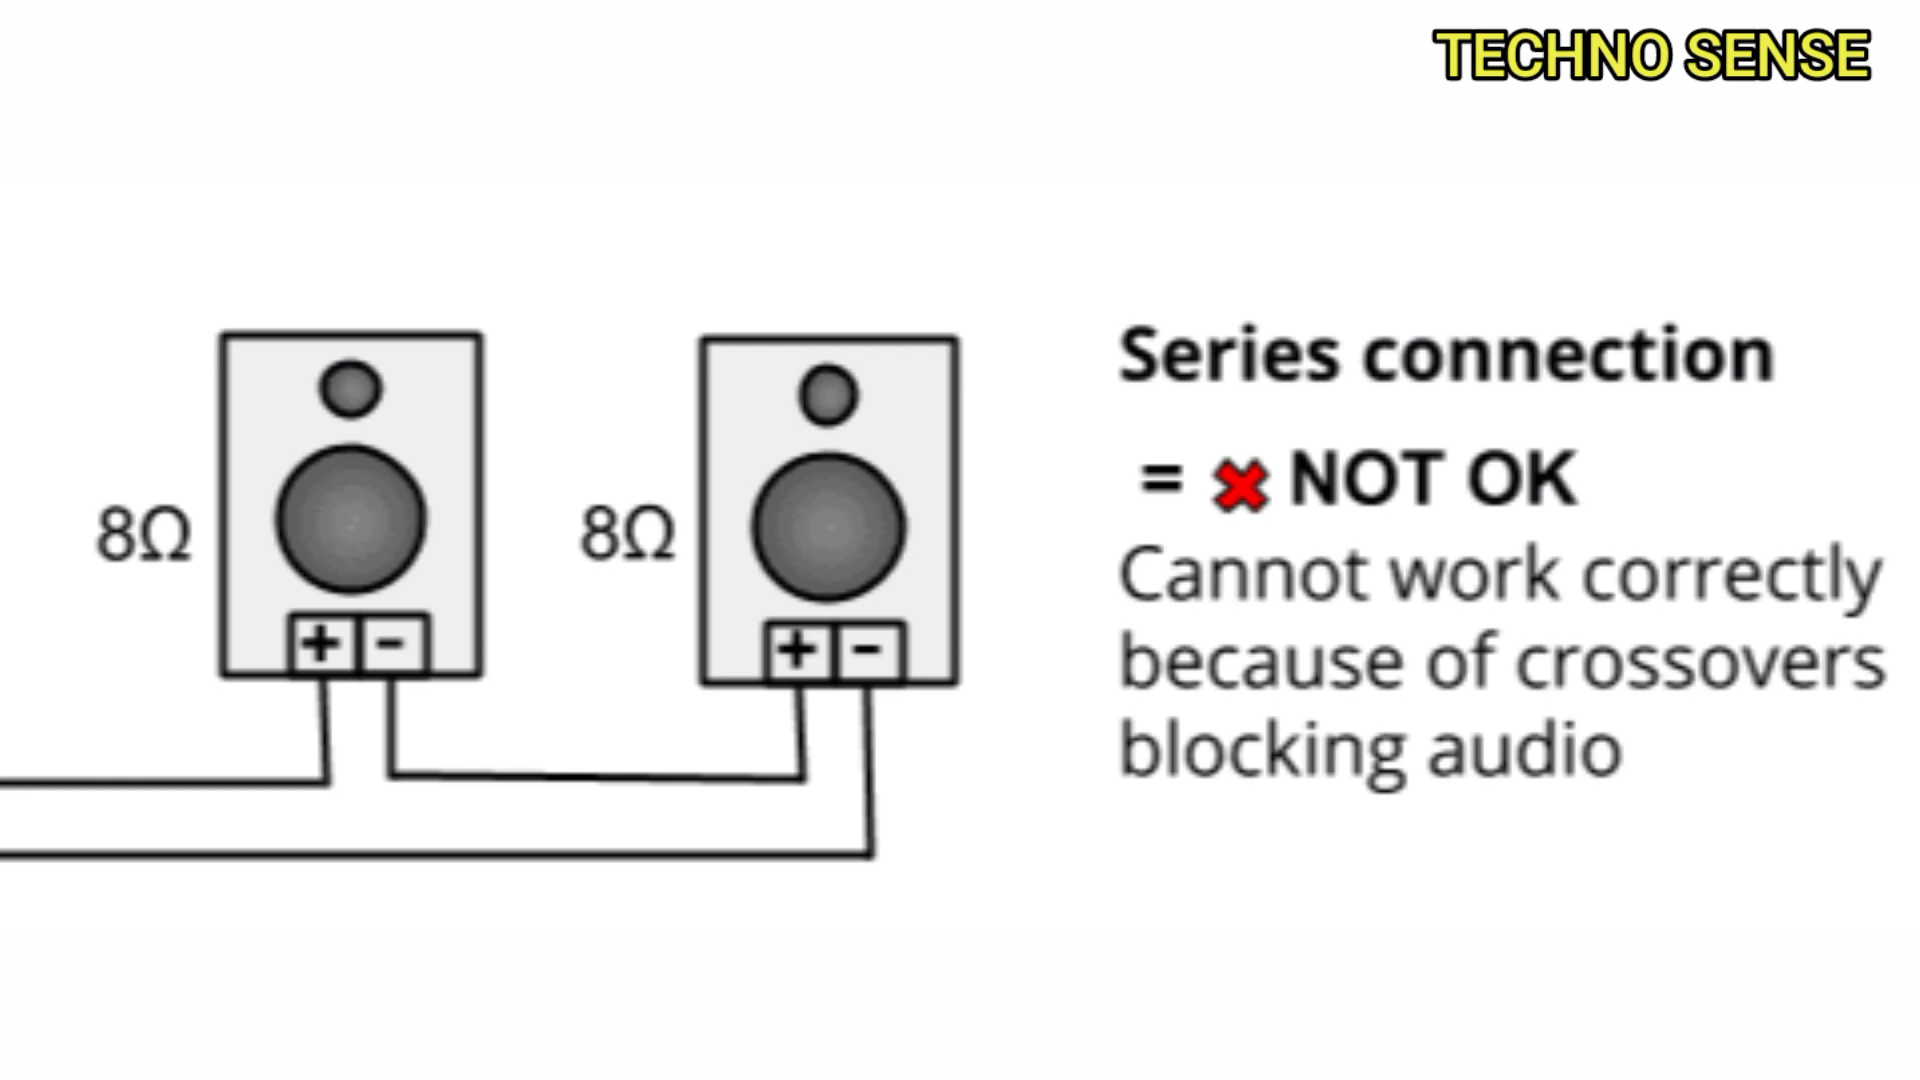 TECHNO SENSE
Series connection
= ✖ NOT OK
Cannot work correctly
because of crossovers
blocking audio
8Ω
8Ω
+ -
+ -